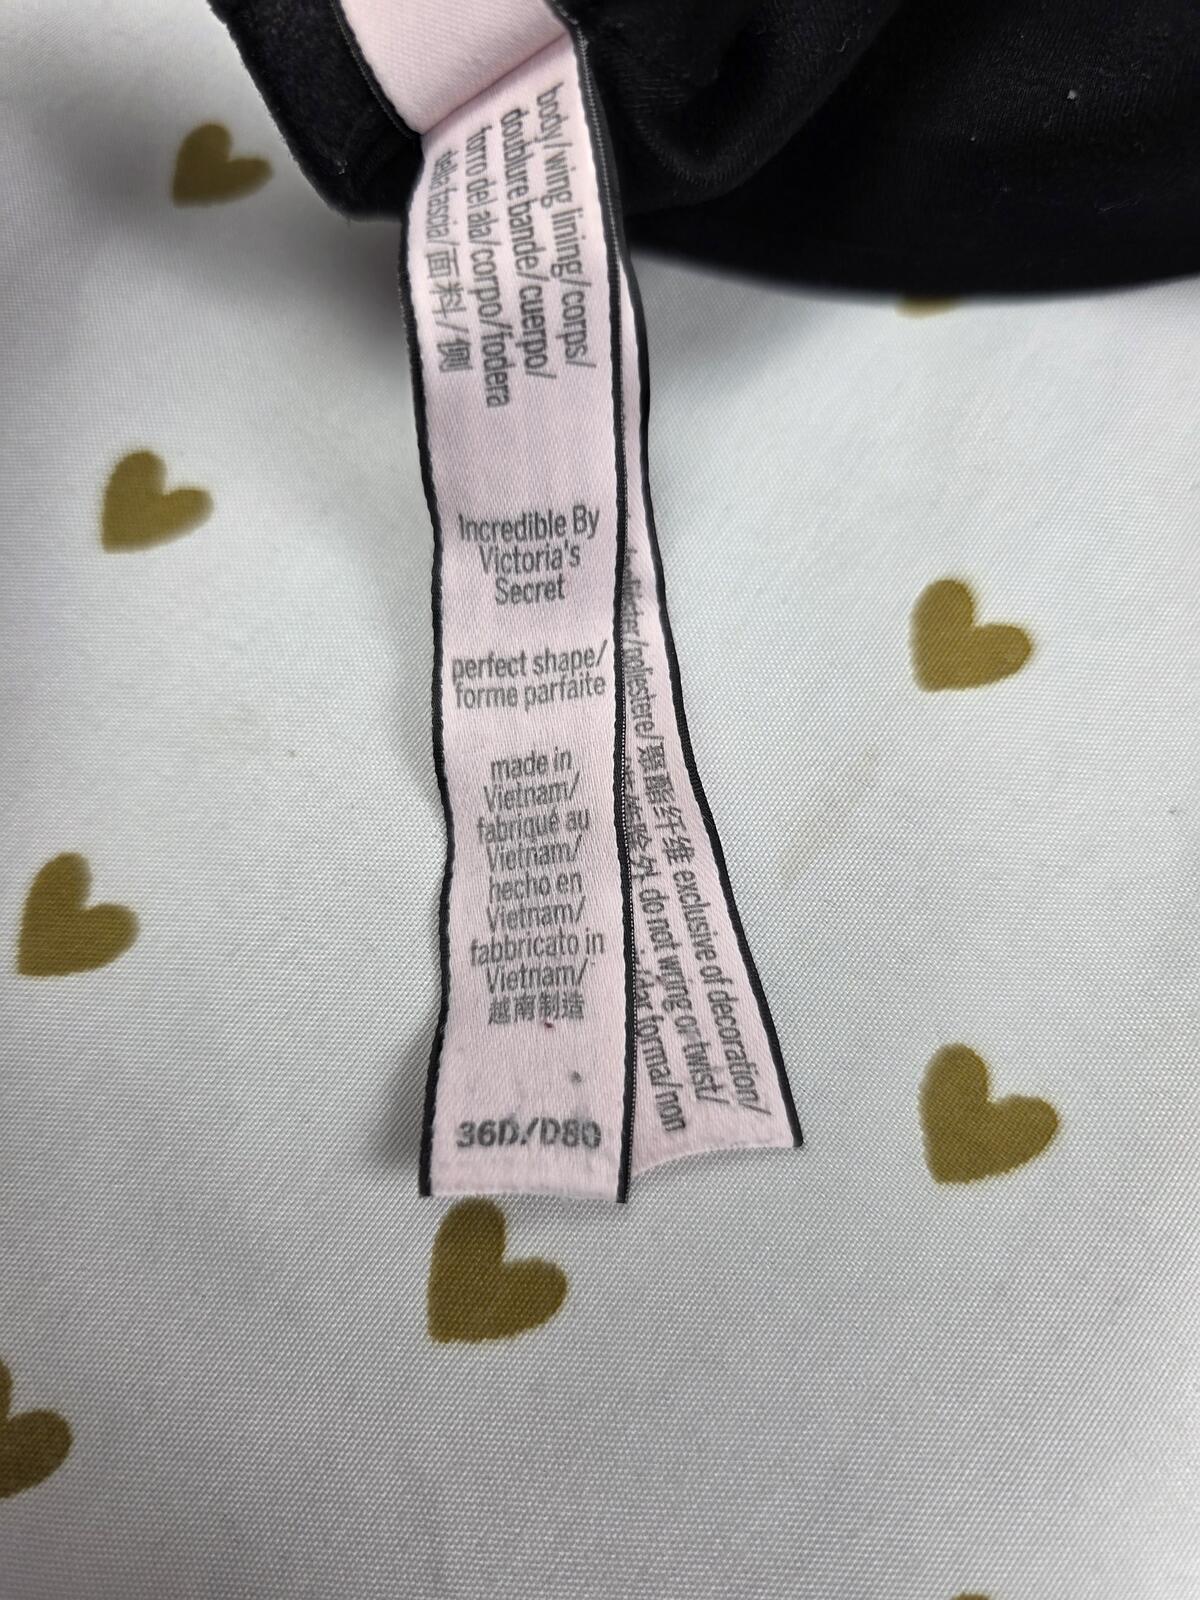 body/wing lining/corps/
doublure bande/cuerpo/
forro del ala/corpo/fodera
della fascia/面料/侧
Incredible By
Victoria's
Secret
perfect shape/
forme parfaite
made in
Vietnam/
fabriqué au
Vietnam/
hecho en
Vietnam/
fabbricato in
Vietnam/
越南制造
36D/D80
/poliestere/聚酯纤维 exclusive of decoration/
除外 do not wring or twist/
forma/non